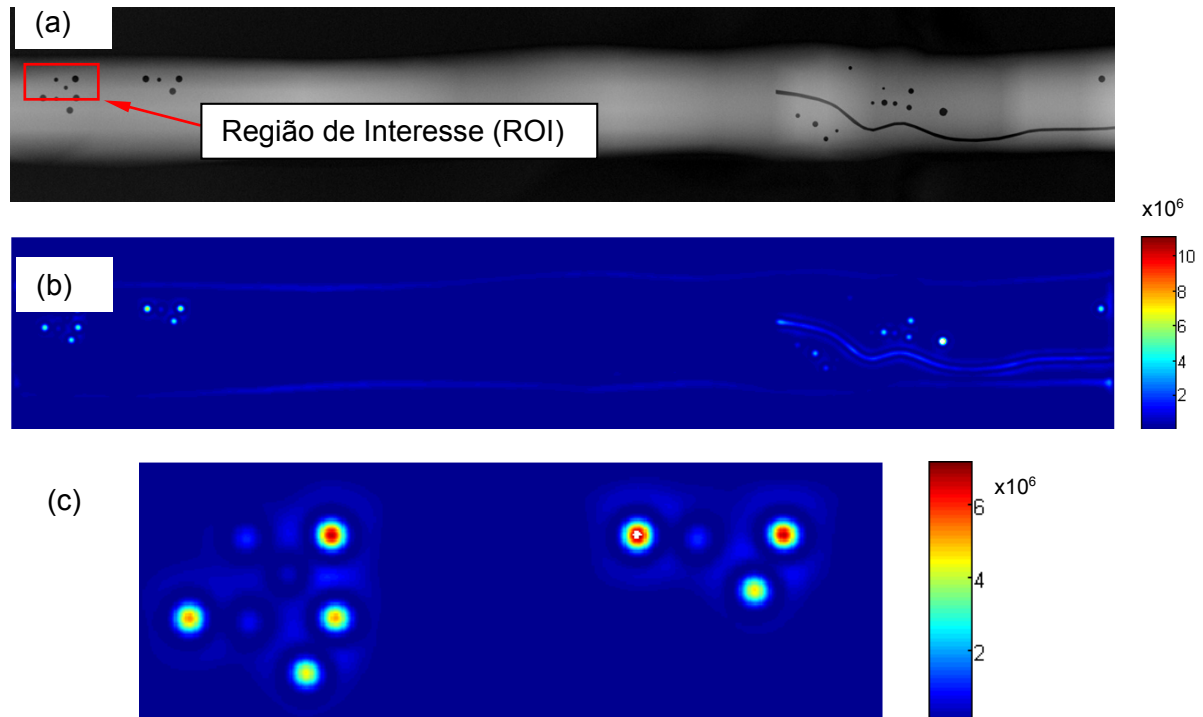 (a)
Região de Interesse (ROI)
x10⁶
(b)
10
8
6
4
2
(c)
x10⁶
6
4
2